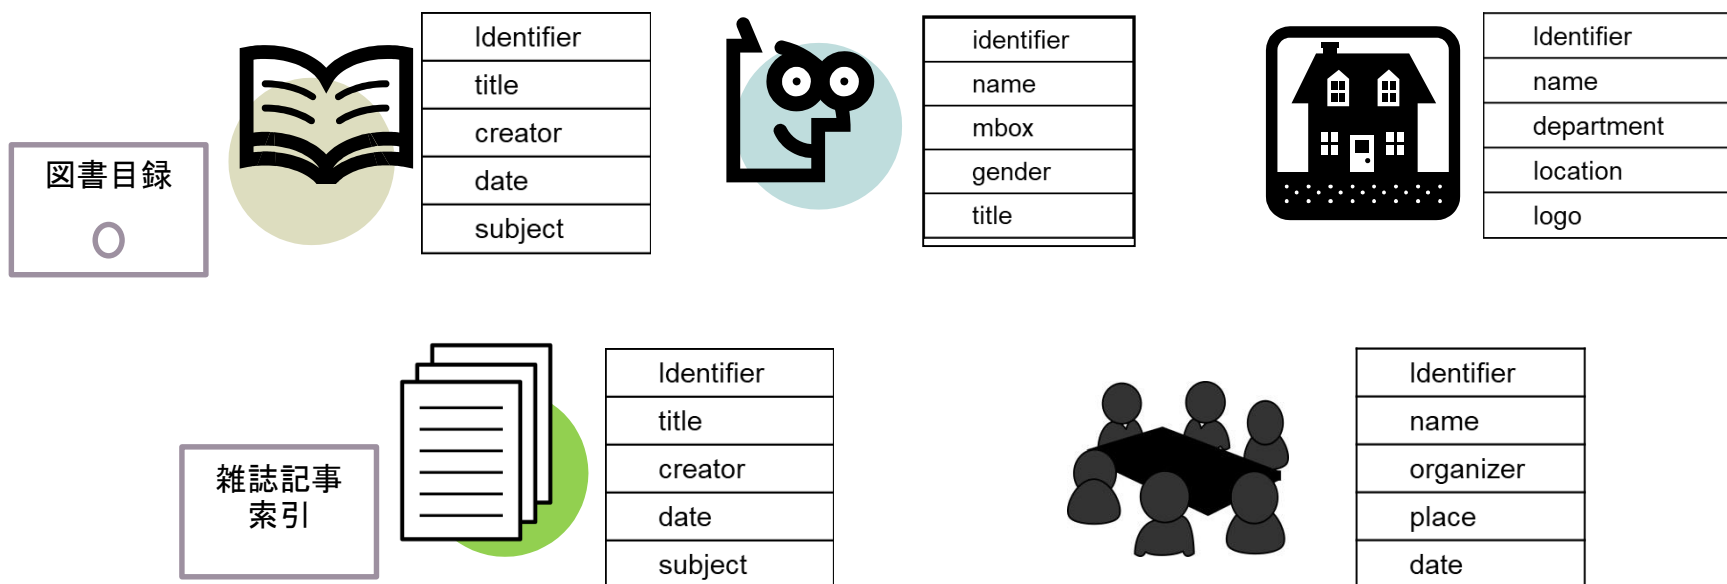 図書目録
Identifier
title
creator
date
subject
identifier
name
mbox
gender
title
Identifier
name
department
location
logo
雑誌記事
索引
Identifier
title
creator
date
subject
Identifier
name
organizer
place
date